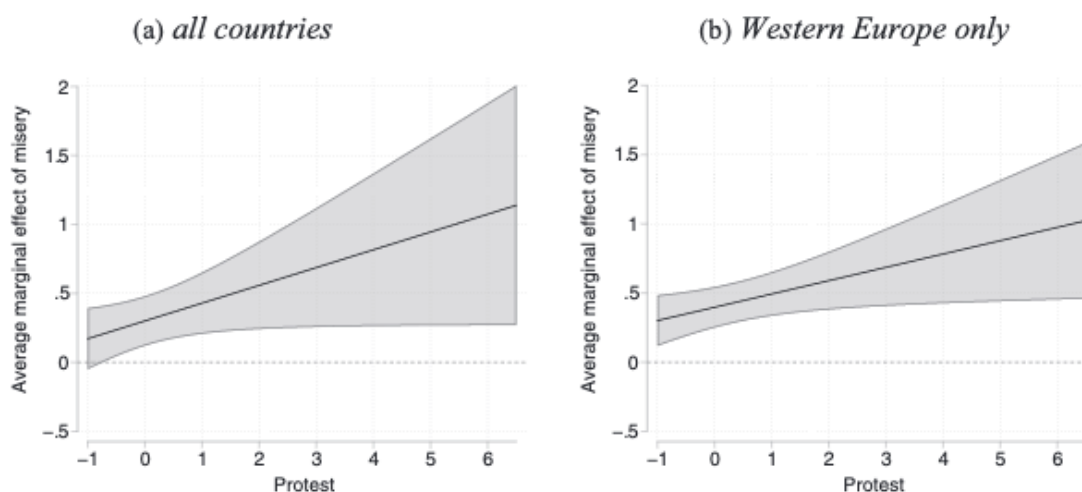 (a) all countries
(b) Western Europe only
Average marginal effect of misery
2
1.5
1
.5
0
−.5
−1 0 1 2 3 4 5 6
Protest
Average marginal effect of misery
2
1.5
1
.5
0
−.5
−1 0 1 2 3 4 5 6
Protest